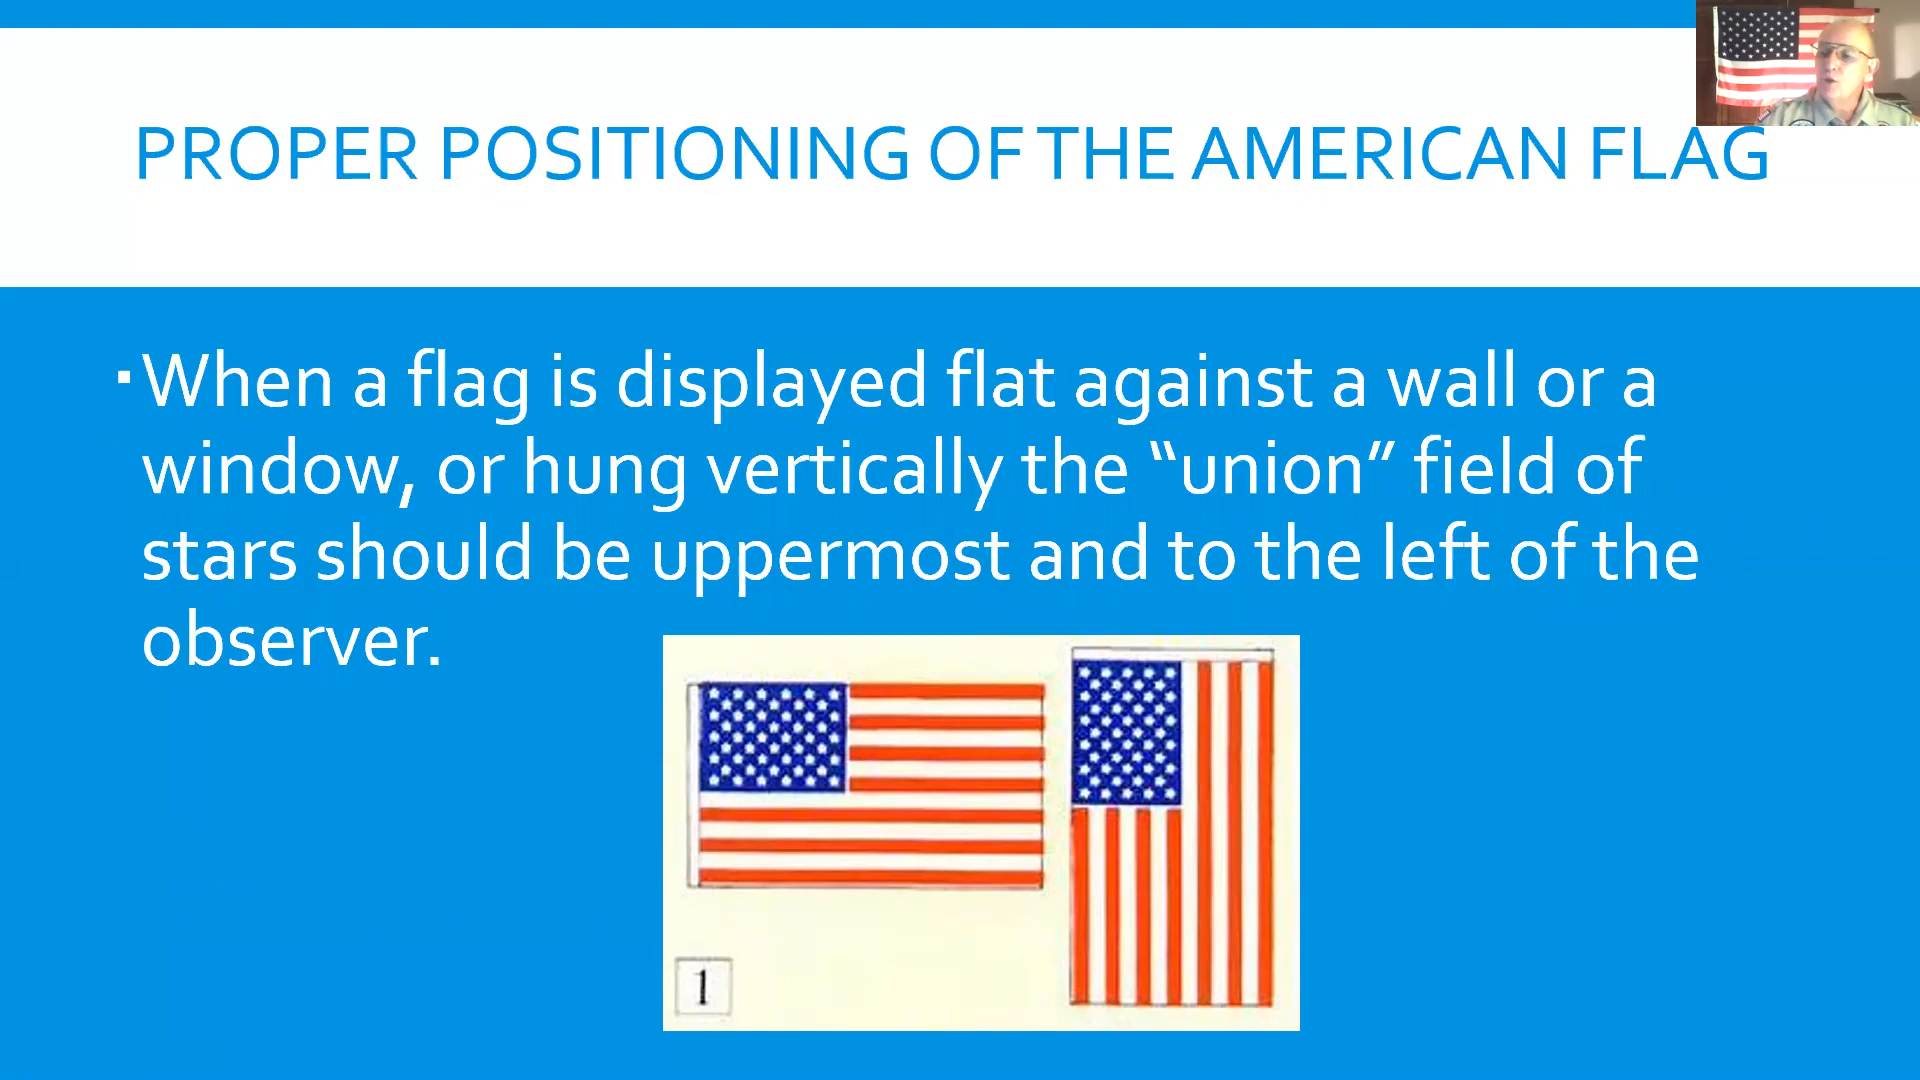 PROPER POSITIONING OF THE AMERICAN FLAG
▪When a flag is displayed flat against a wall or a
window, or hung vertically the “union” field of
stars should be uppermost and to the left of the
observer.
1